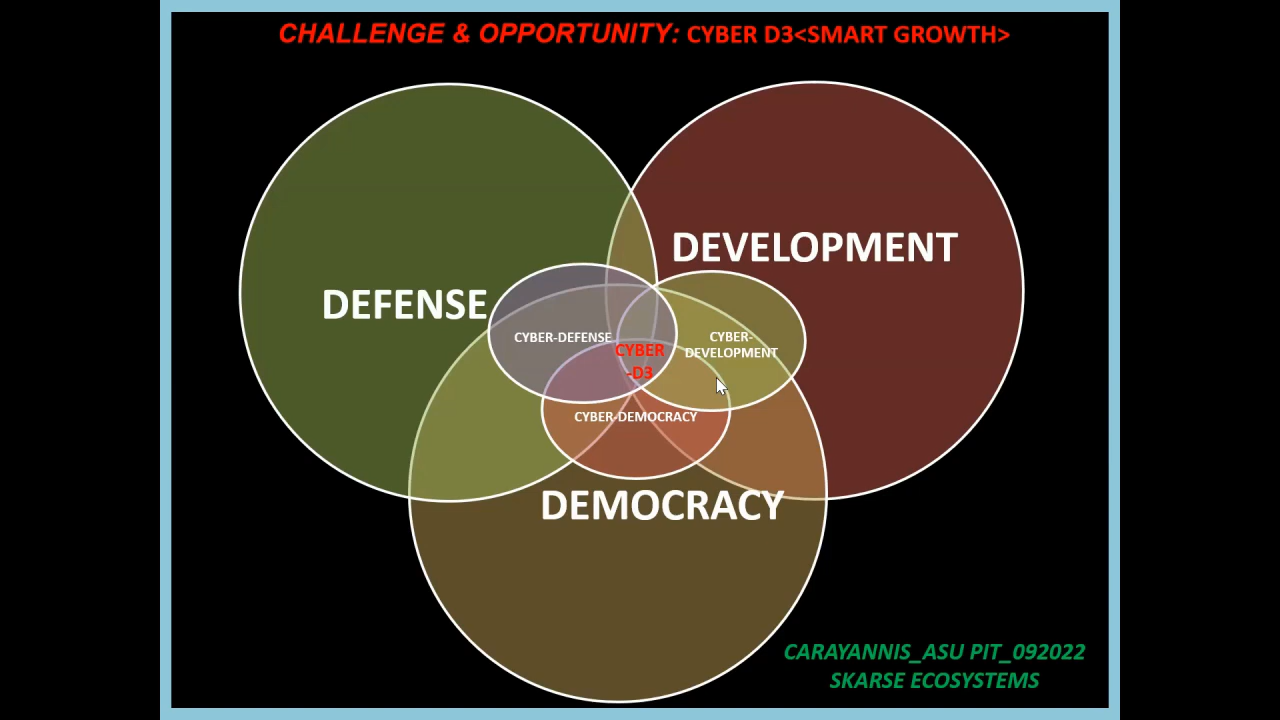 CHALLENGE & OPPORTUNITY: CYBER D3<SMART GROWTH>
DEVELOPMENT
DEFENSE
CYBER-DEFENSE
CYBER-
DEVELOPMENT
CYBER
-D3
CYBER-DEMOCRACY
DEMOCRACY
CARAYANNIS_ASU PIT_092022
SKARSE ECOSYSTEMS